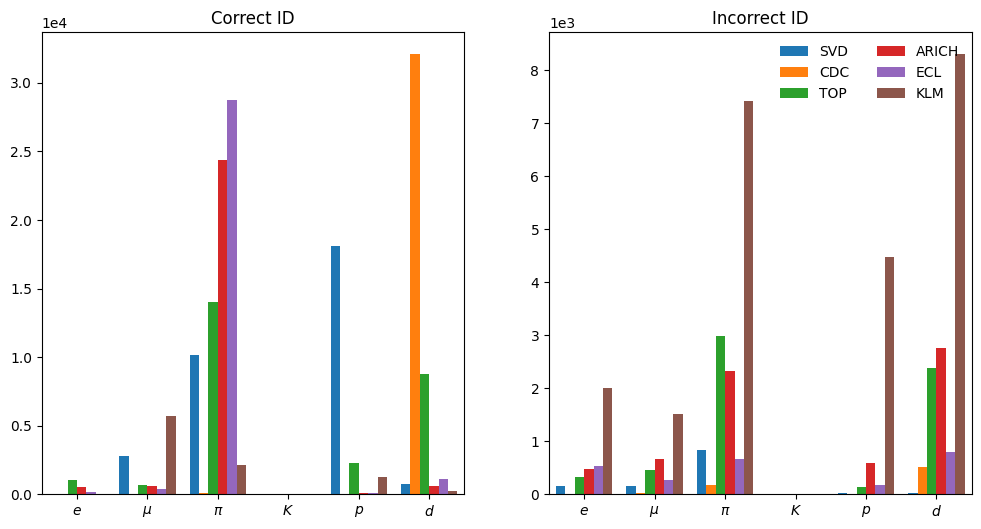 Correct ID
1e4
3.0
2.5
2.0
1.5
1.0
0.5
0.0
e μ π K p d
Incorrect ID
1e3
SVD ARICH
CDC ECL
TOP KLM
8
7
6
5
4
3
2
1
0
e μ π K p d